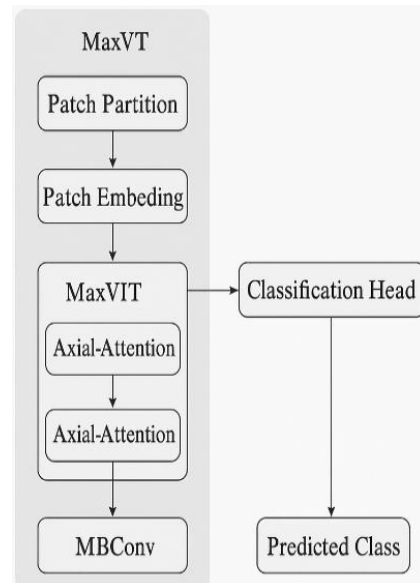 MaxVT
Patch Partition
Patch Embeding
MaxVIT
Axial-Attention
Axial-Attention
MBConv
Classification Head
Predicted Class